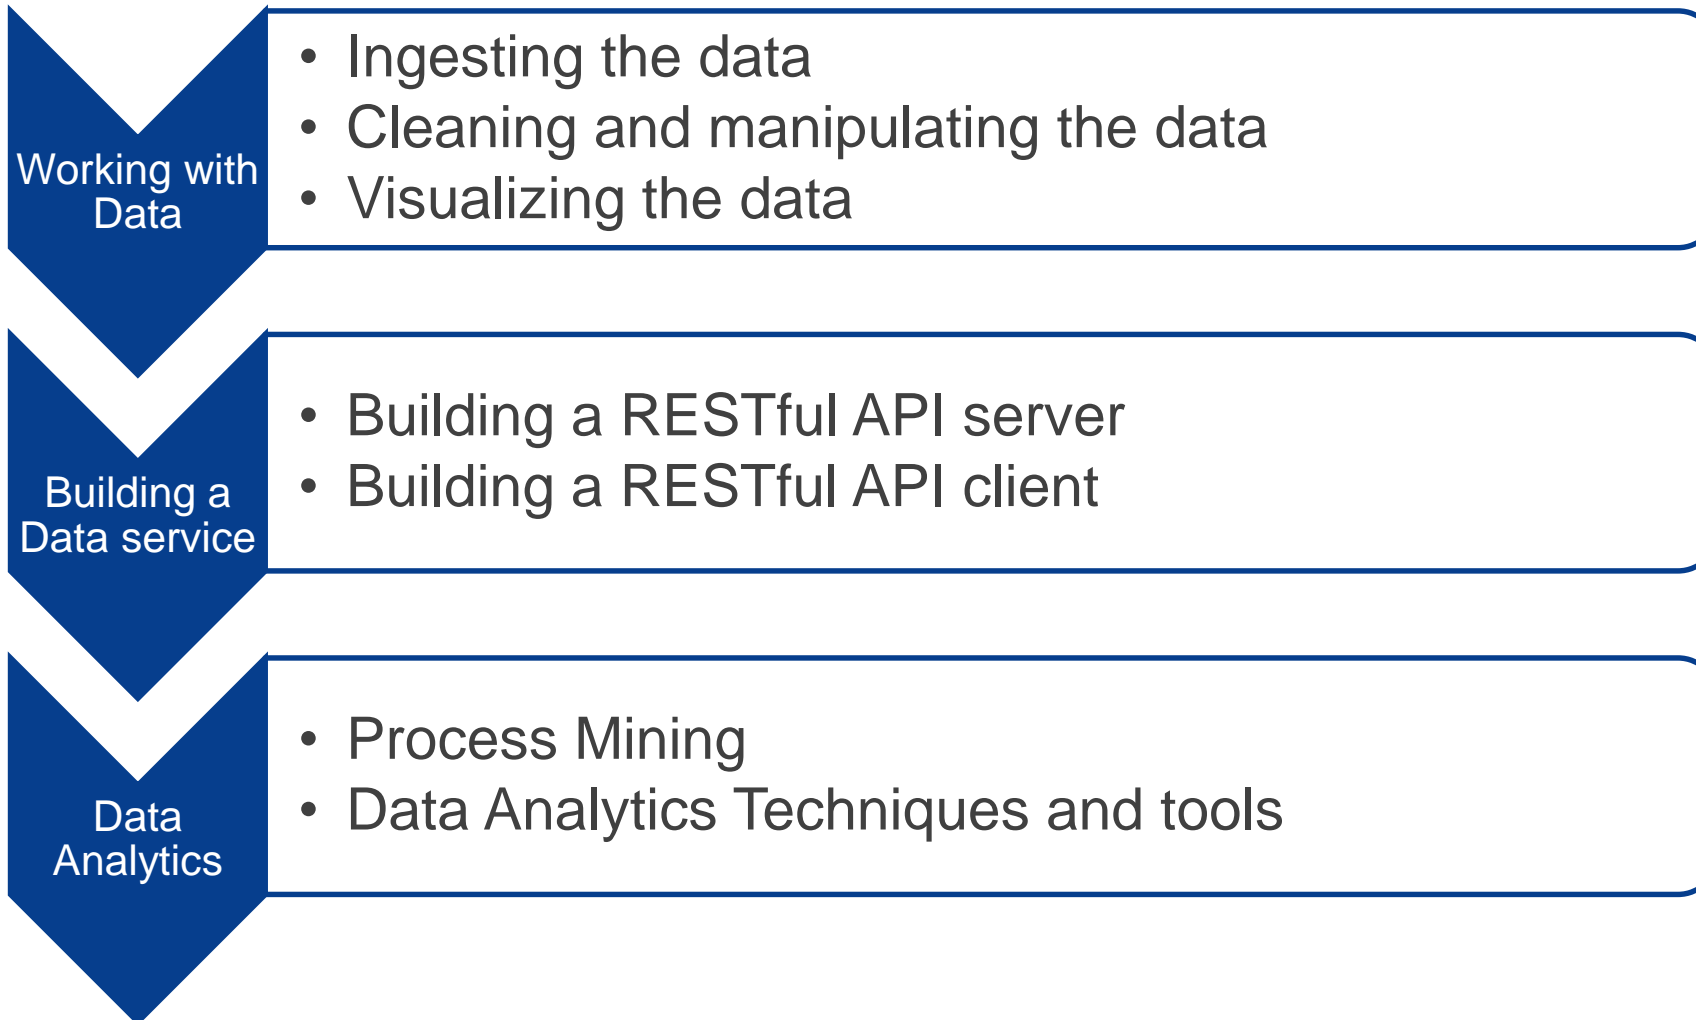 Working with
Data
• Ingesting the data
• Cleaning and manipulating the data
• Visualizing the data
Building a
Data service
• Building a RESTful API server
• Building a RESTful API client
Data
Analytics
• Process Mining
• Data Analytics Techniques and tools